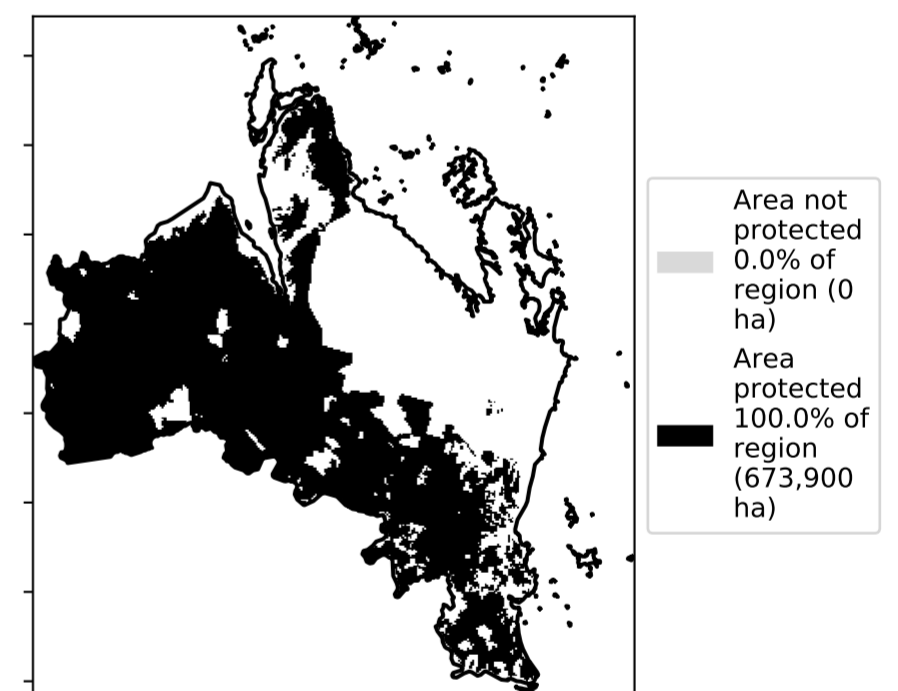 Area not
protected
0.0% of
region (0
ha)
Area
protected
100.0% of
region
(673,900
ha)